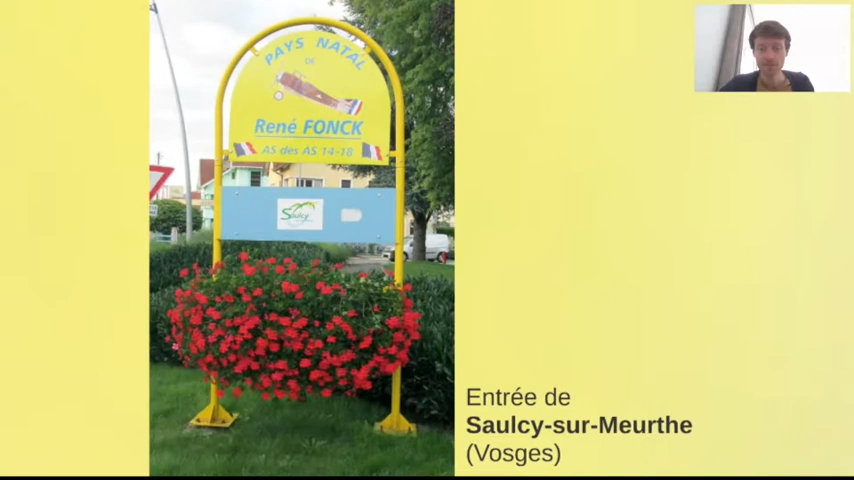 PAYS NATAL
DE
René FONCK
AS des AS 14-18
Saulcy
Entrée de
Saulcy-sur-Meurthe
(Vosges)